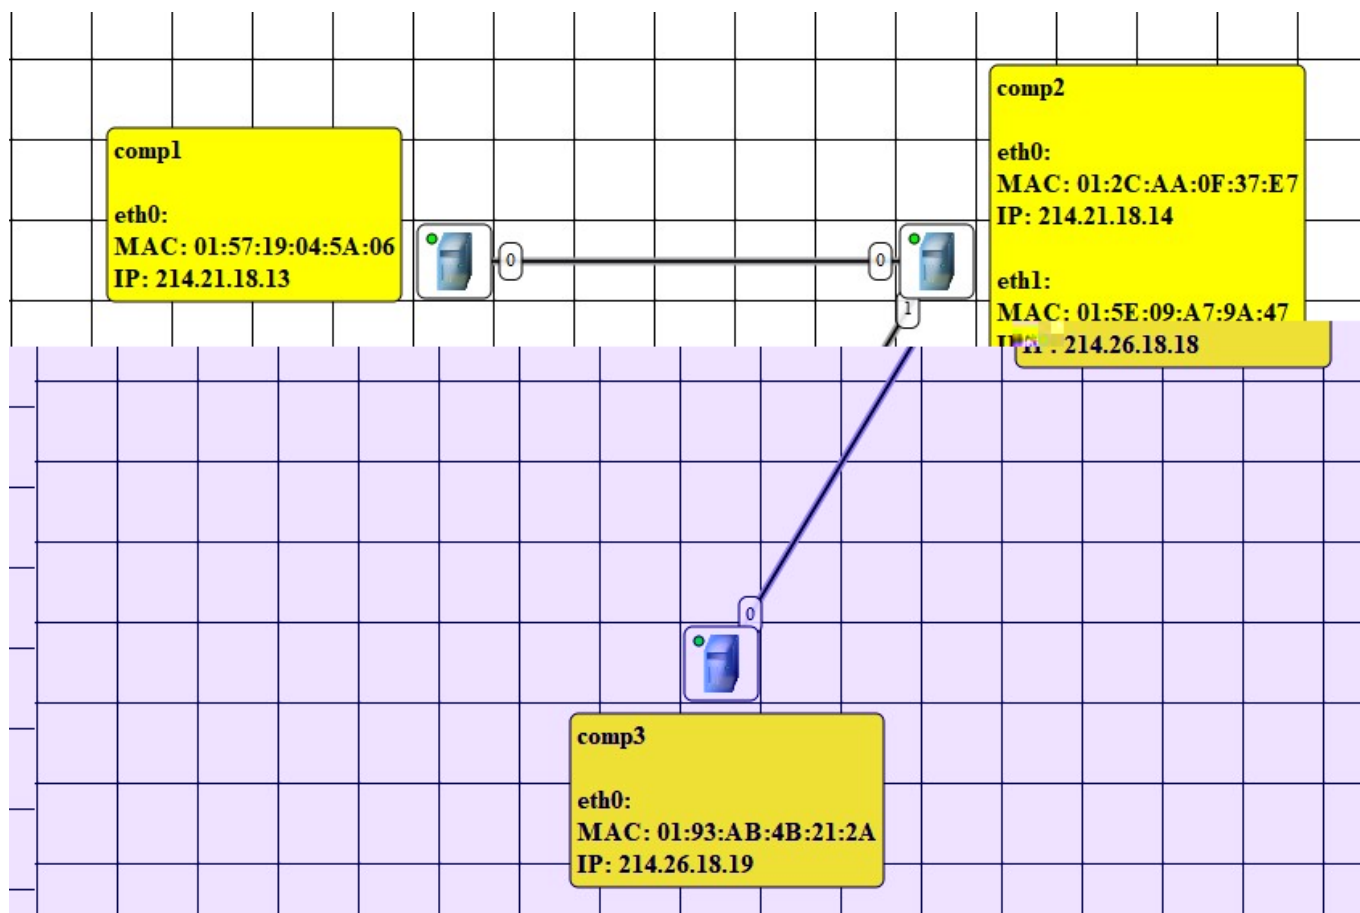 comp1
eth0:
MAC: 01:57:19:04:5A:06
IP: 214.21.18.13
0
0
1
comp2
eth0:
MAC: 01:2C:AA:0F:37:E7
IP: 214.21.18.14
eth1:
MAC: 01:5E:09:A7:9A:47
IP: 214.26.18.18
0
comp3
eth0:
MAC: 01:93:AB:4B:21:2A
IP: 214.26.18.19